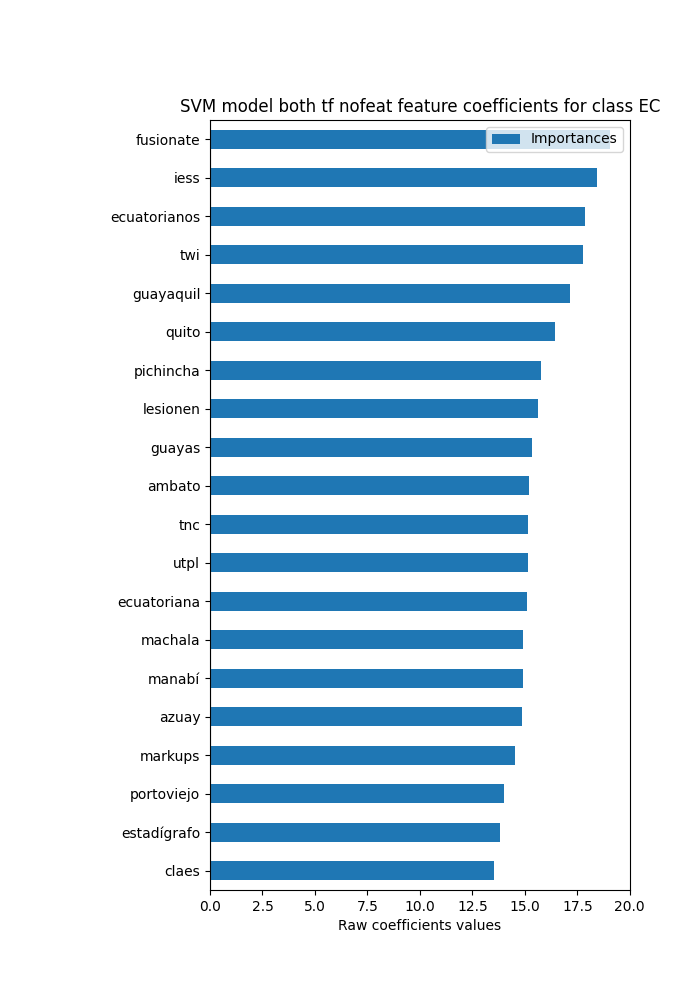 SVM model both tf nofeat feature coefficients for class EC
Importances
fusionate
iess
ecuatorianos
twi
guayaquil
quito
pichincha
lesionen
guayas
ambato
tnc
utpl
ecuatoriana
machala
manabí
azuay
markups
portoviejo
estadígrafo
claes
0.0 2.5 5.0 7.5 10.0 12.5 15.0 17.5 20.0
Raw coefficients values